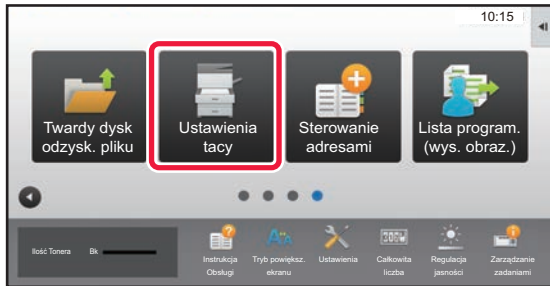 10:15
Twardy dysk
odzysk. pliku
Ustawienia
tacy
Sterowanie
adresami
Lista program.
(wys. obraz.)
Ilość Tonera
Bk
Instrukcja
Obsługi
Tryb powiększ.
ekranu
Ustawienia
Całkowita
liczba
Regulacja
jasności
Zarządzanie
zadaniami